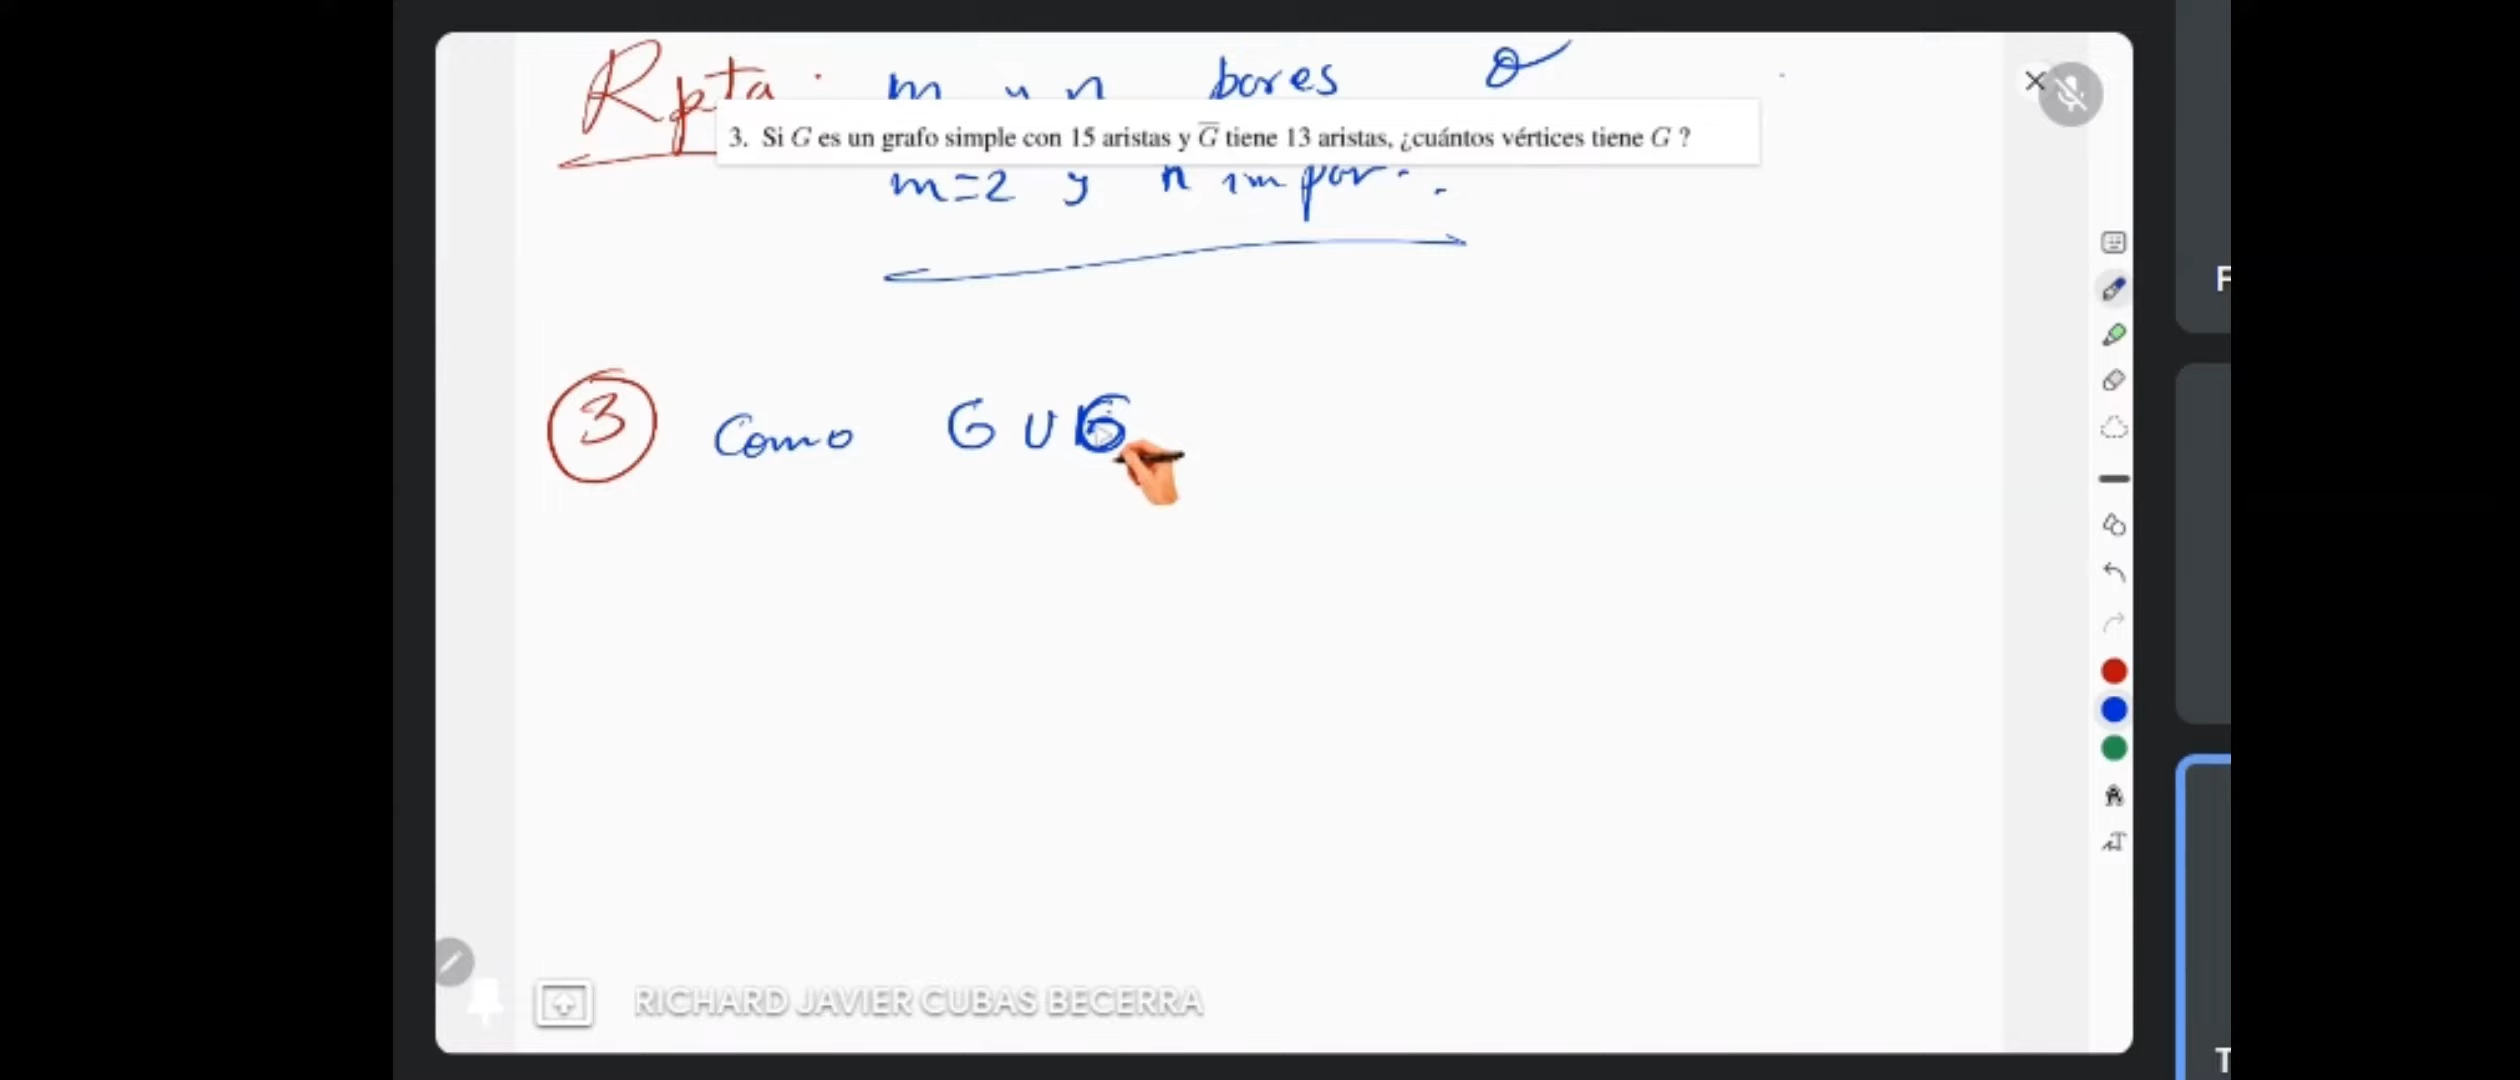 Rpta. m y n pares o
3. Si G es un grafo simple con 15 aristas y G̅ tiene 13 aristas, ¿cuántos vértices tiene G ?
m=2 y n impar.
3 Como G U G
RICHARD JAVIER CUBAS BECERRA
F
T